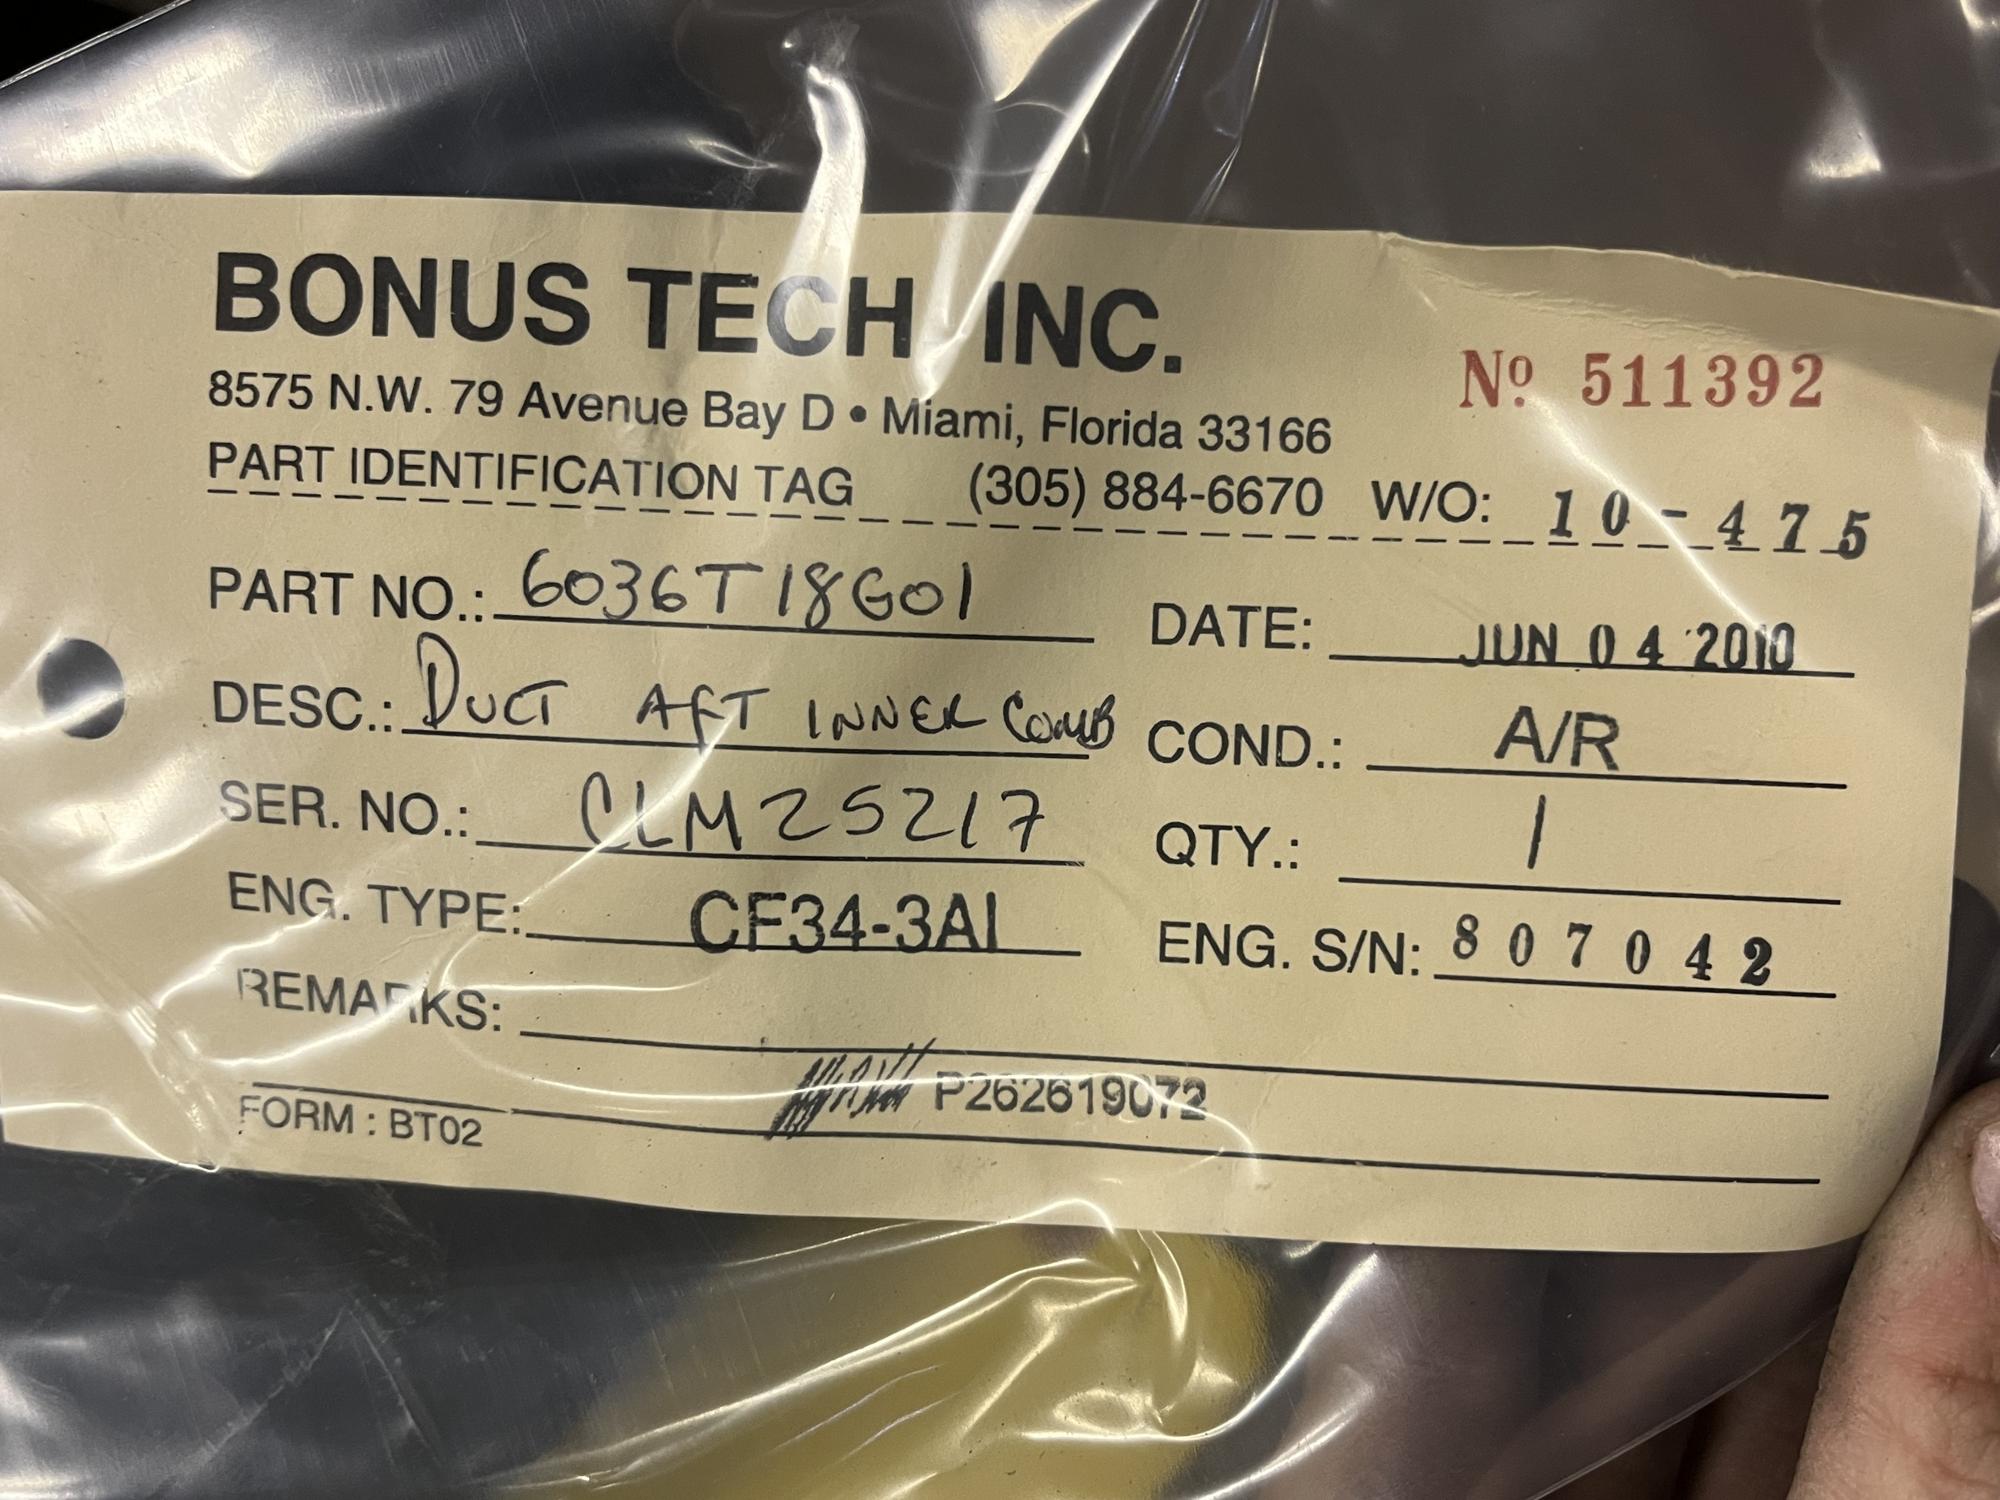 BONUS TECH INC.
Nº 511392
8575 N.W. 79 Avenue Bay D • Miami, Florida 33166
PART IDENTIFICATION TAG (305) 884-6670 W/O: 10-475
PART NO.: 6036T18G01 DATE: JUN 04 2010
DESC.: DUCT AFT INNER COMB COND.: A/R
SER. NO.: CLM25217 QTY.: 1
ENG. TYPE: CF34-3A1 ENG. S/N: 807042
REMARKS:
P262619072
FORM : BT02